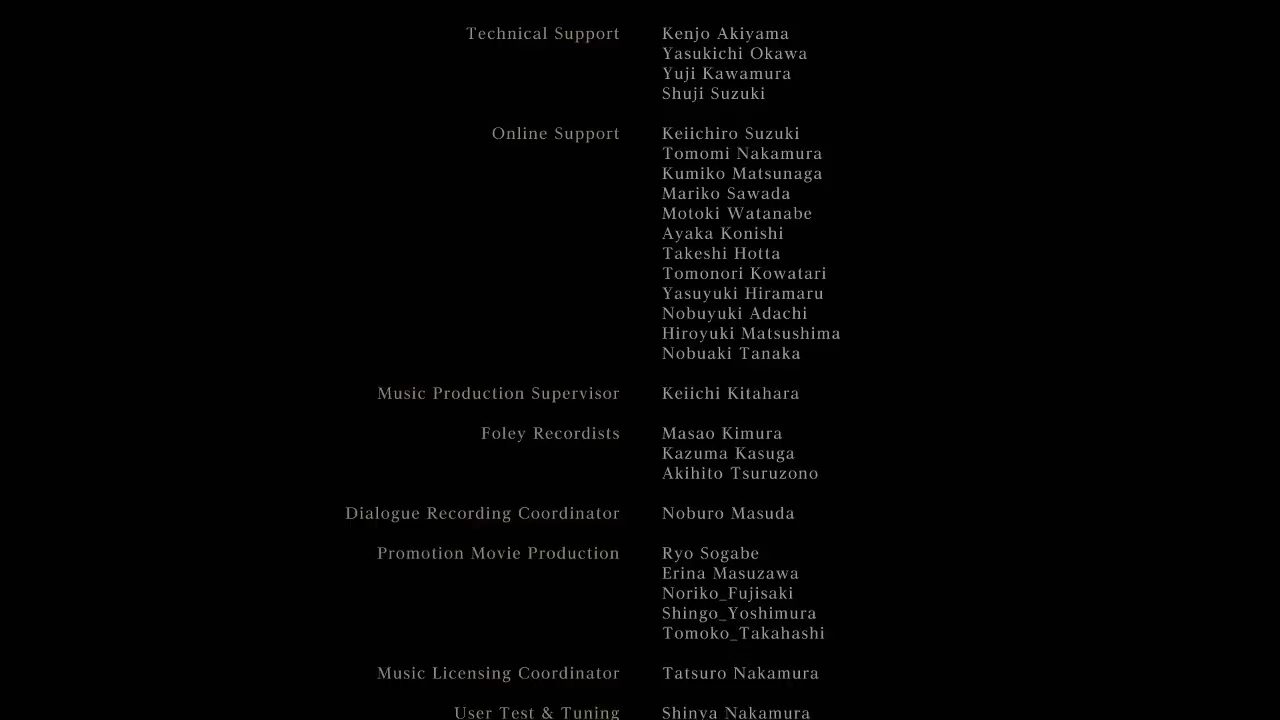 Technical Support Kenjo Akiyama
Yasukichi Okawa
Yuji Kawamura
Shuji Suzuki
Online Support Keiichiro Suzuki
Tomomi Nakamura
Kumiko Matsunaga
Mariko Sawada
Motoki Watanabe
Ayaka Konishi
Takeshi Hotta
Tomonori Kowatari
Yasuyuki Hiramaru
Nobuyuki Adachi
Hiroyuki Matsushima
Nobuaki Tanaka
Music Production Supervisor Keiichi Kitahara
Foley Recordists Masao Kimura
Kazuma Kasuga
Akihito Tsuruzono
Dialogue Recording Coordinator Noburo Masuda
Promotion Movie Production Ryo Sogabe
Erina Masuzawa
Noriko_Fujisaki
Shingo_Yoshimura
Tomoko_Takahashi
Music Licensing Coordinator Tatsuro Nakamura
User Test & Tuning Shinya Nakamura